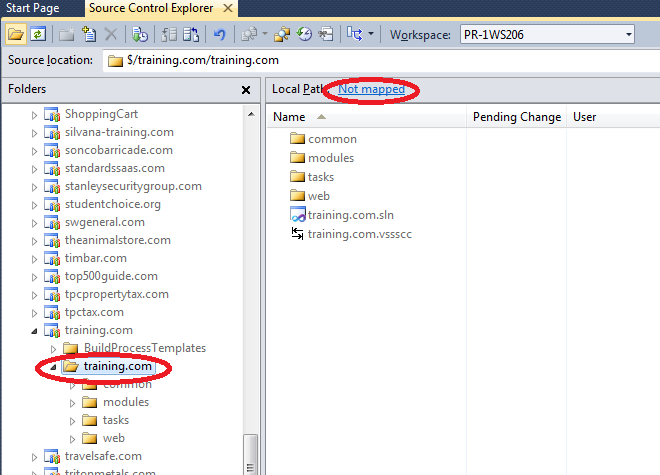 Start Page Source Control Explorer
Workspace: PR-1WS206
Source Location: $/training.com/training.com
Folders
Local Path: Not mapped
ShoppingCart
silvana-training.com
soncobarricade.com
standardssaas.com
stanleysecuritygroup.com
studentchoice.org
swgeneral.com
theanimalstore.com
timbar.com
top500guide.com
tpcpropertytax.com
tpctax.com
training.com
BuildProcessTemplates
training.com
common
modules
tasks
web
travelsafe.com
tritonmetals.com
Name Pending Change User
common
modules
tasks
web
training.com.sln
training.com.vssscc